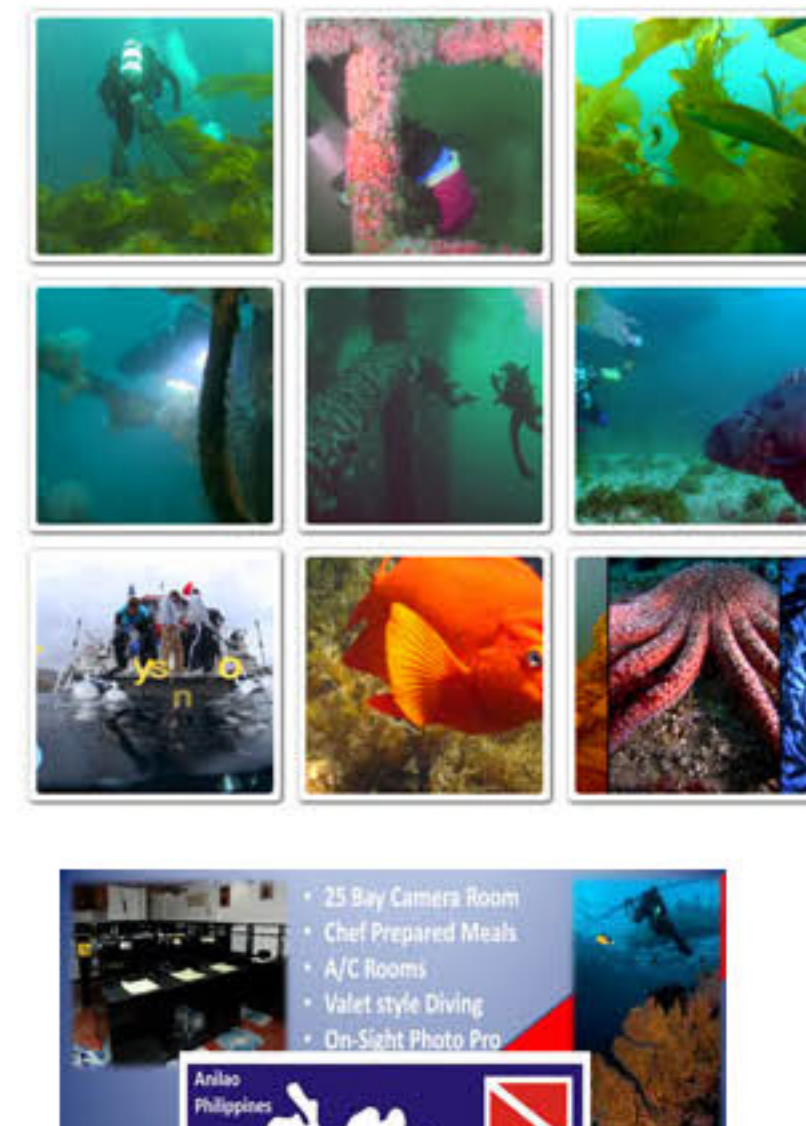 ys
o
n
• 25 Bay Camera Room
• Chef Prepared Meals
• A/C Rooms
• Valet style Diving
• On-Sight Photo Pro
Anilao
Philippines